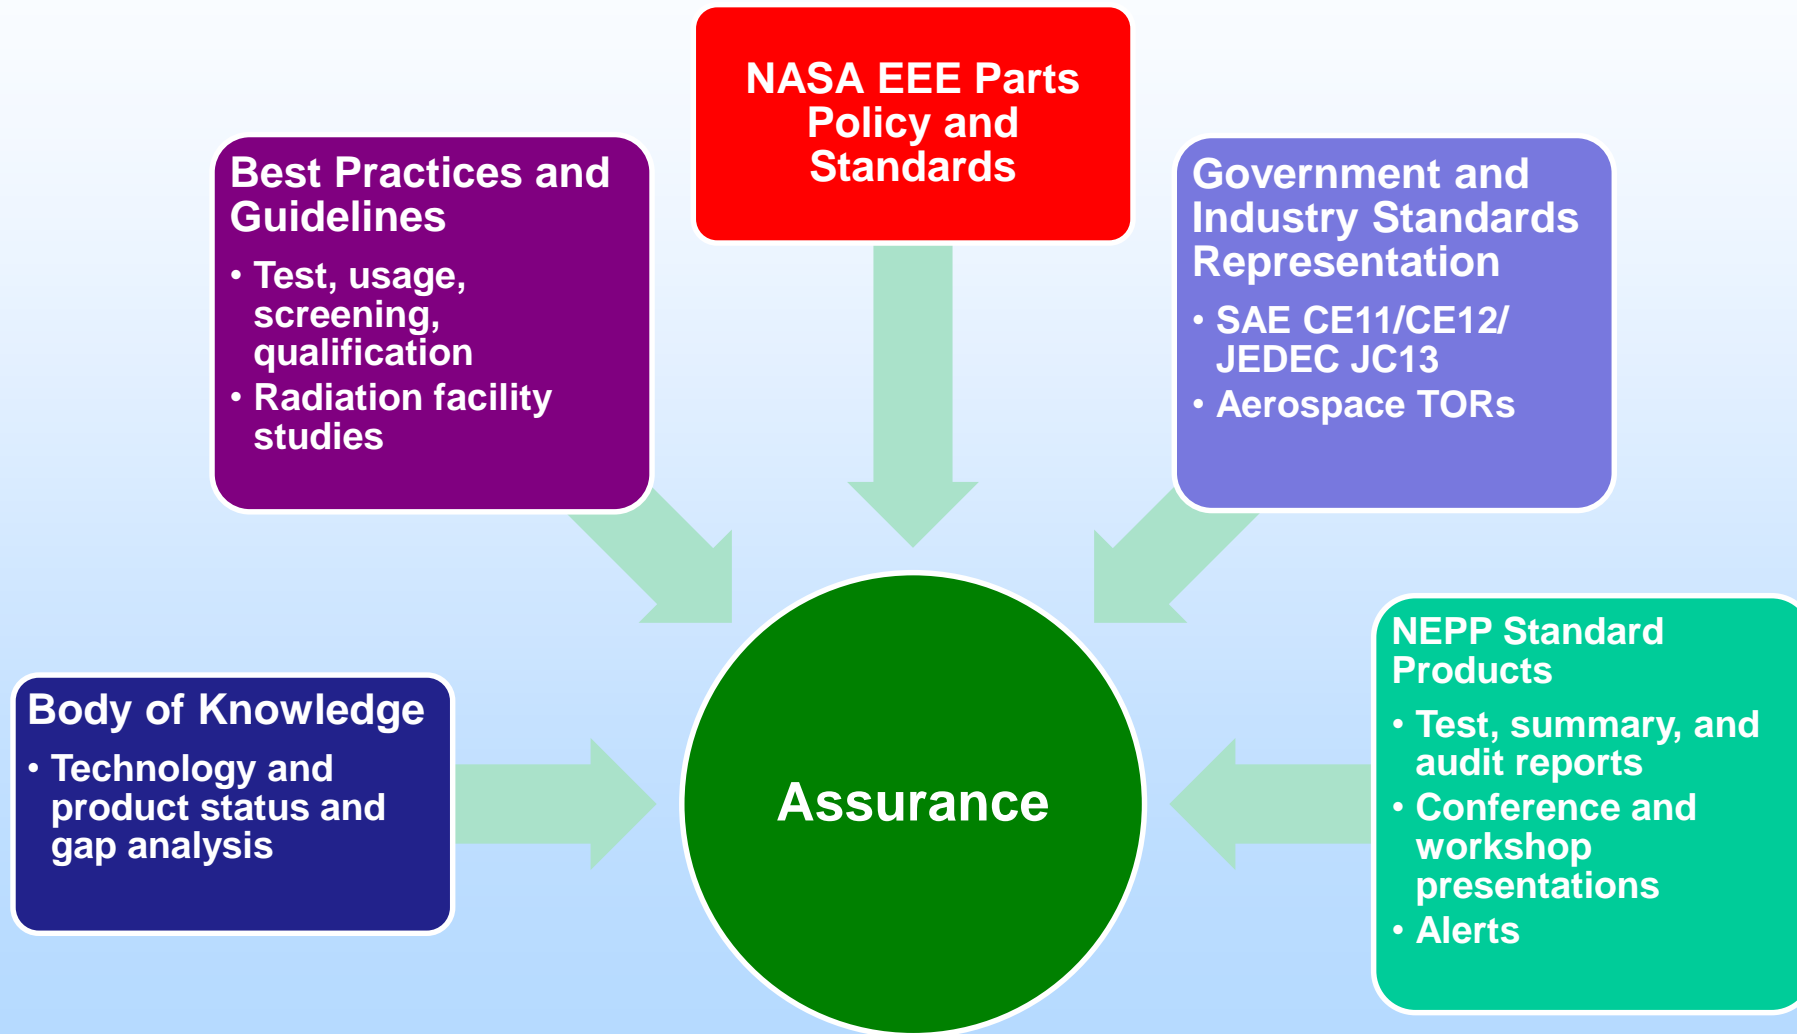 NASA EEE Parts
Policy and
Standards
Best Practices and
Guidelines
• Test, usage,
screening,
qualification
• Radiation facility
studies
Government and
Industry Standards
Representation
• SAE CE11/CE12/
JEDEC JC13
• Aerospace TORs
Body of Knowledge
• Technology and
product status and
gap analysis
Assurance
NEPP Standard
Products
• Test, summary, and
audit reports
• Conference and
workshop
presentations
• Alerts